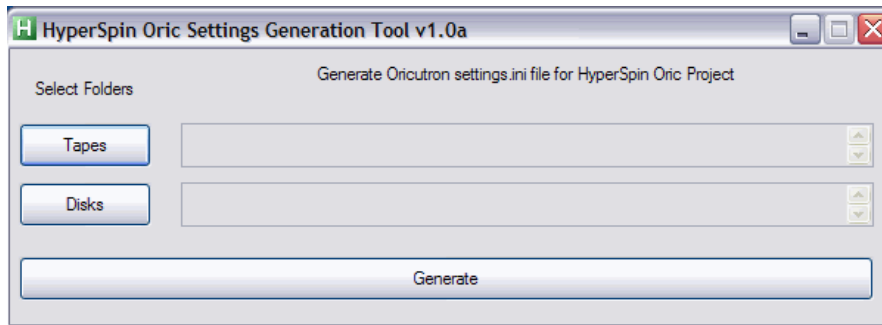 HyperSpin Oric Settings Generation Tool v1.0a
Generate Oricutron settings.ini file for HyperSpin Oric Project
Select Folders
Tapes
Disks
Generate